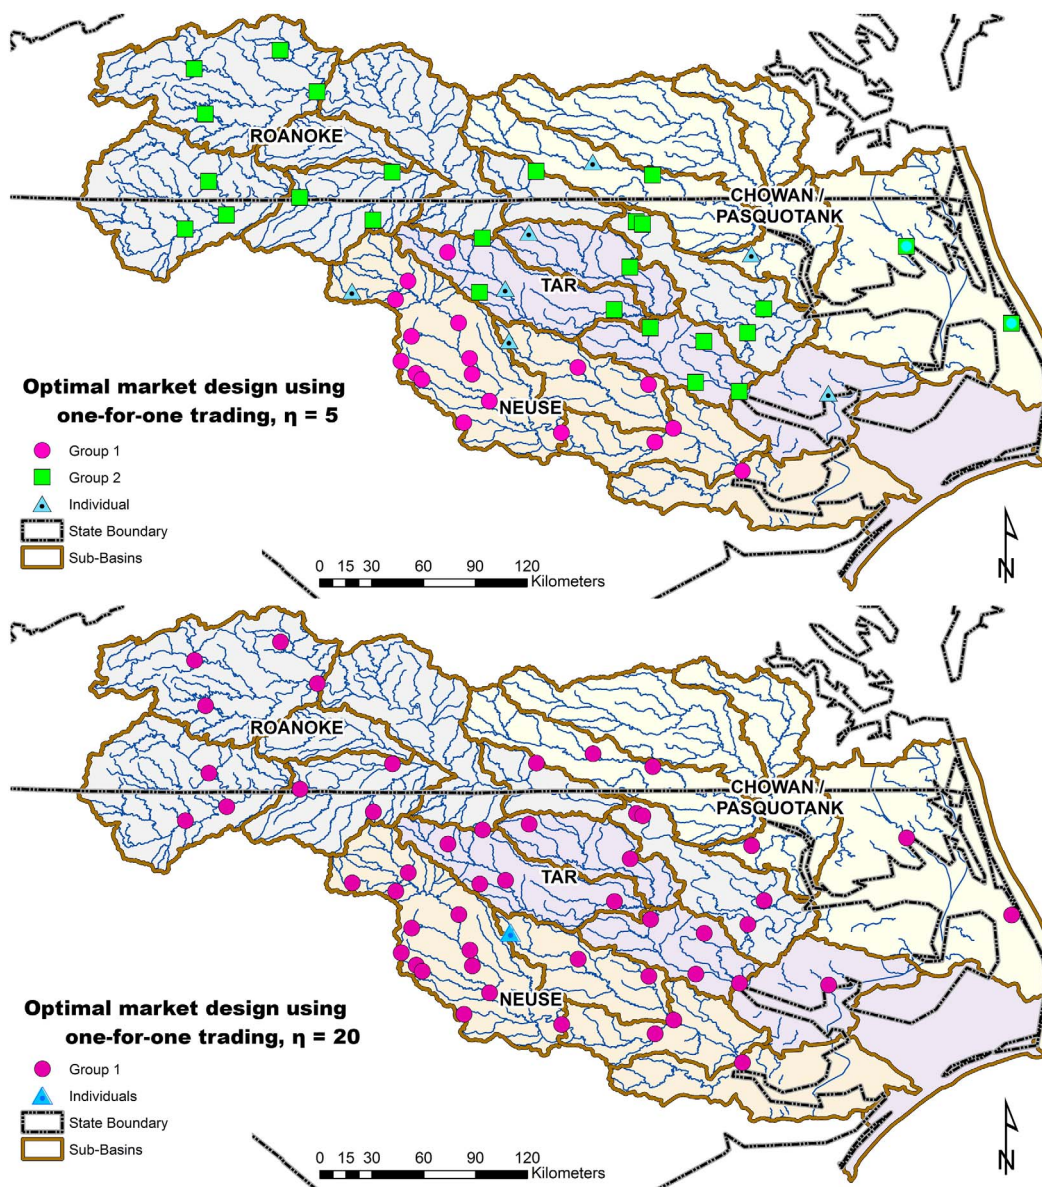 ROANOKE
CHOWAN /
PASQUOTANK
TAR
NEUSE
Optimal market design using
one-for-one trading, η = 5
Group 1
Group 2
Individual
State Boundary
Sub-Basins
0 15 30 60 90 120
Kilometers
N
ROANOKE
CHOWAN /
PASQUOTANK
TAR
NEUSE
Optimal market design using
one-for-one trading, η = 20
Group 1
Individuals
State Boundary
Sub-Basins
0 15 30 60 90 120
Kilometers
N